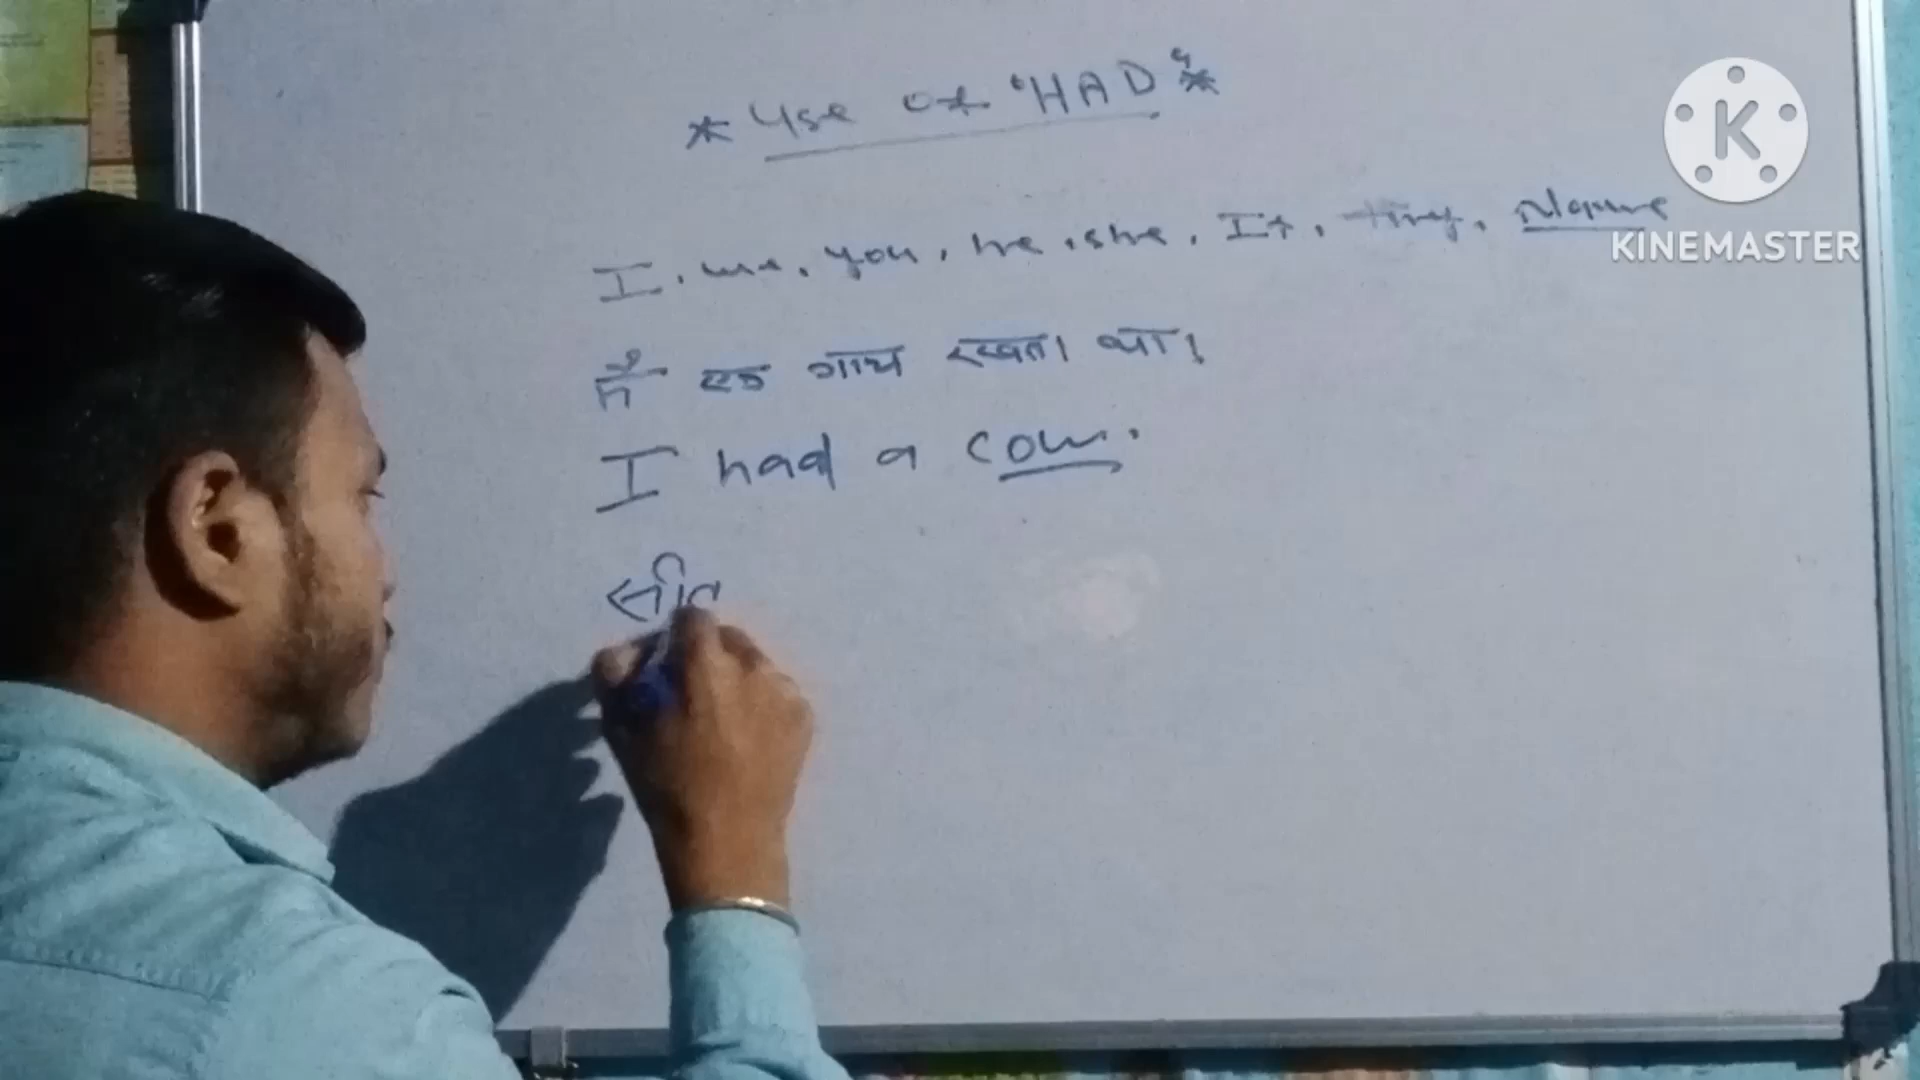 * Use of 'HAD' *
I, we, you, he, she, It, they, Name
मैं एक गाय रखता था।
I had a cow.
सीत
K
KINEMASTER